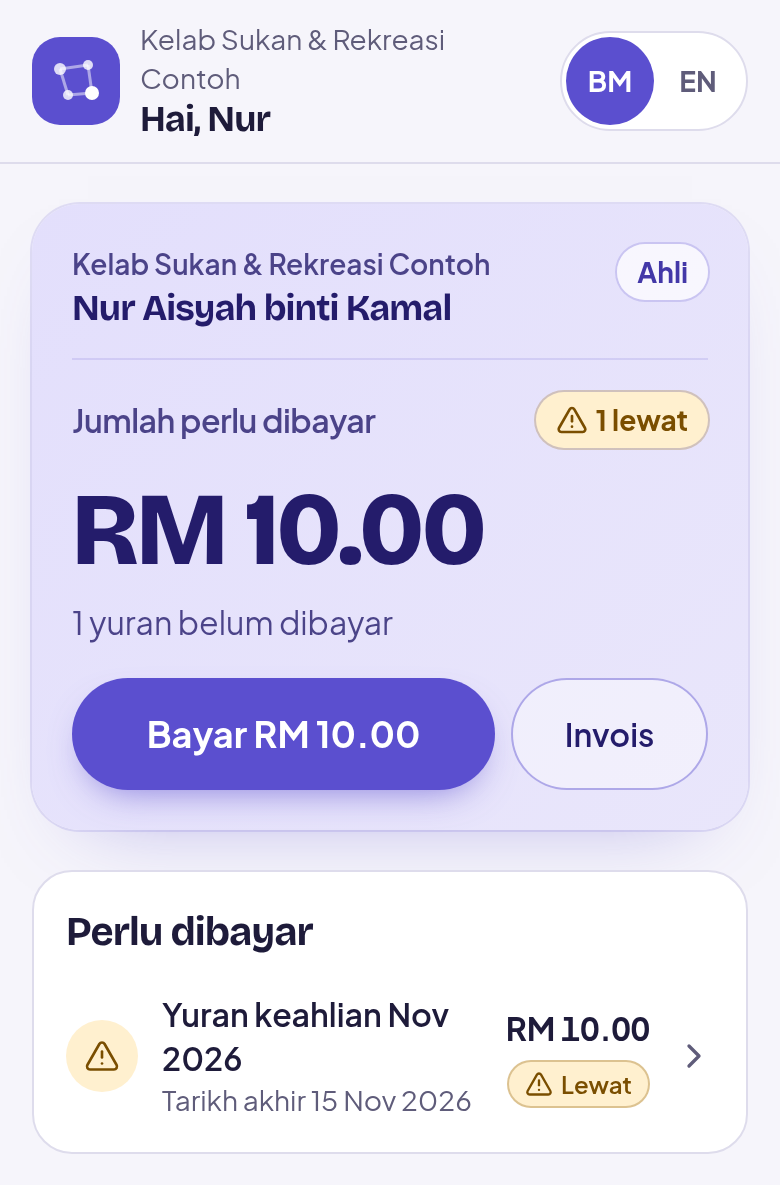 Kelab Sukan & Rekreasi
Contoh
Hai, Nur
BM
EN
Kelab Sukan & Rekreasi Contoh
Nur Aisyah binti Kamal
Ahli
Jumlah perlu dibayar
1 lewat
RM 10.00
1 yuran belum dibayar
Bayar RM 10.00
Invois
Perlu dibayar
Yuran keahlian Nov
2026
Tarikh akhir 15 Nov 2026
RM 10.00
Lewat